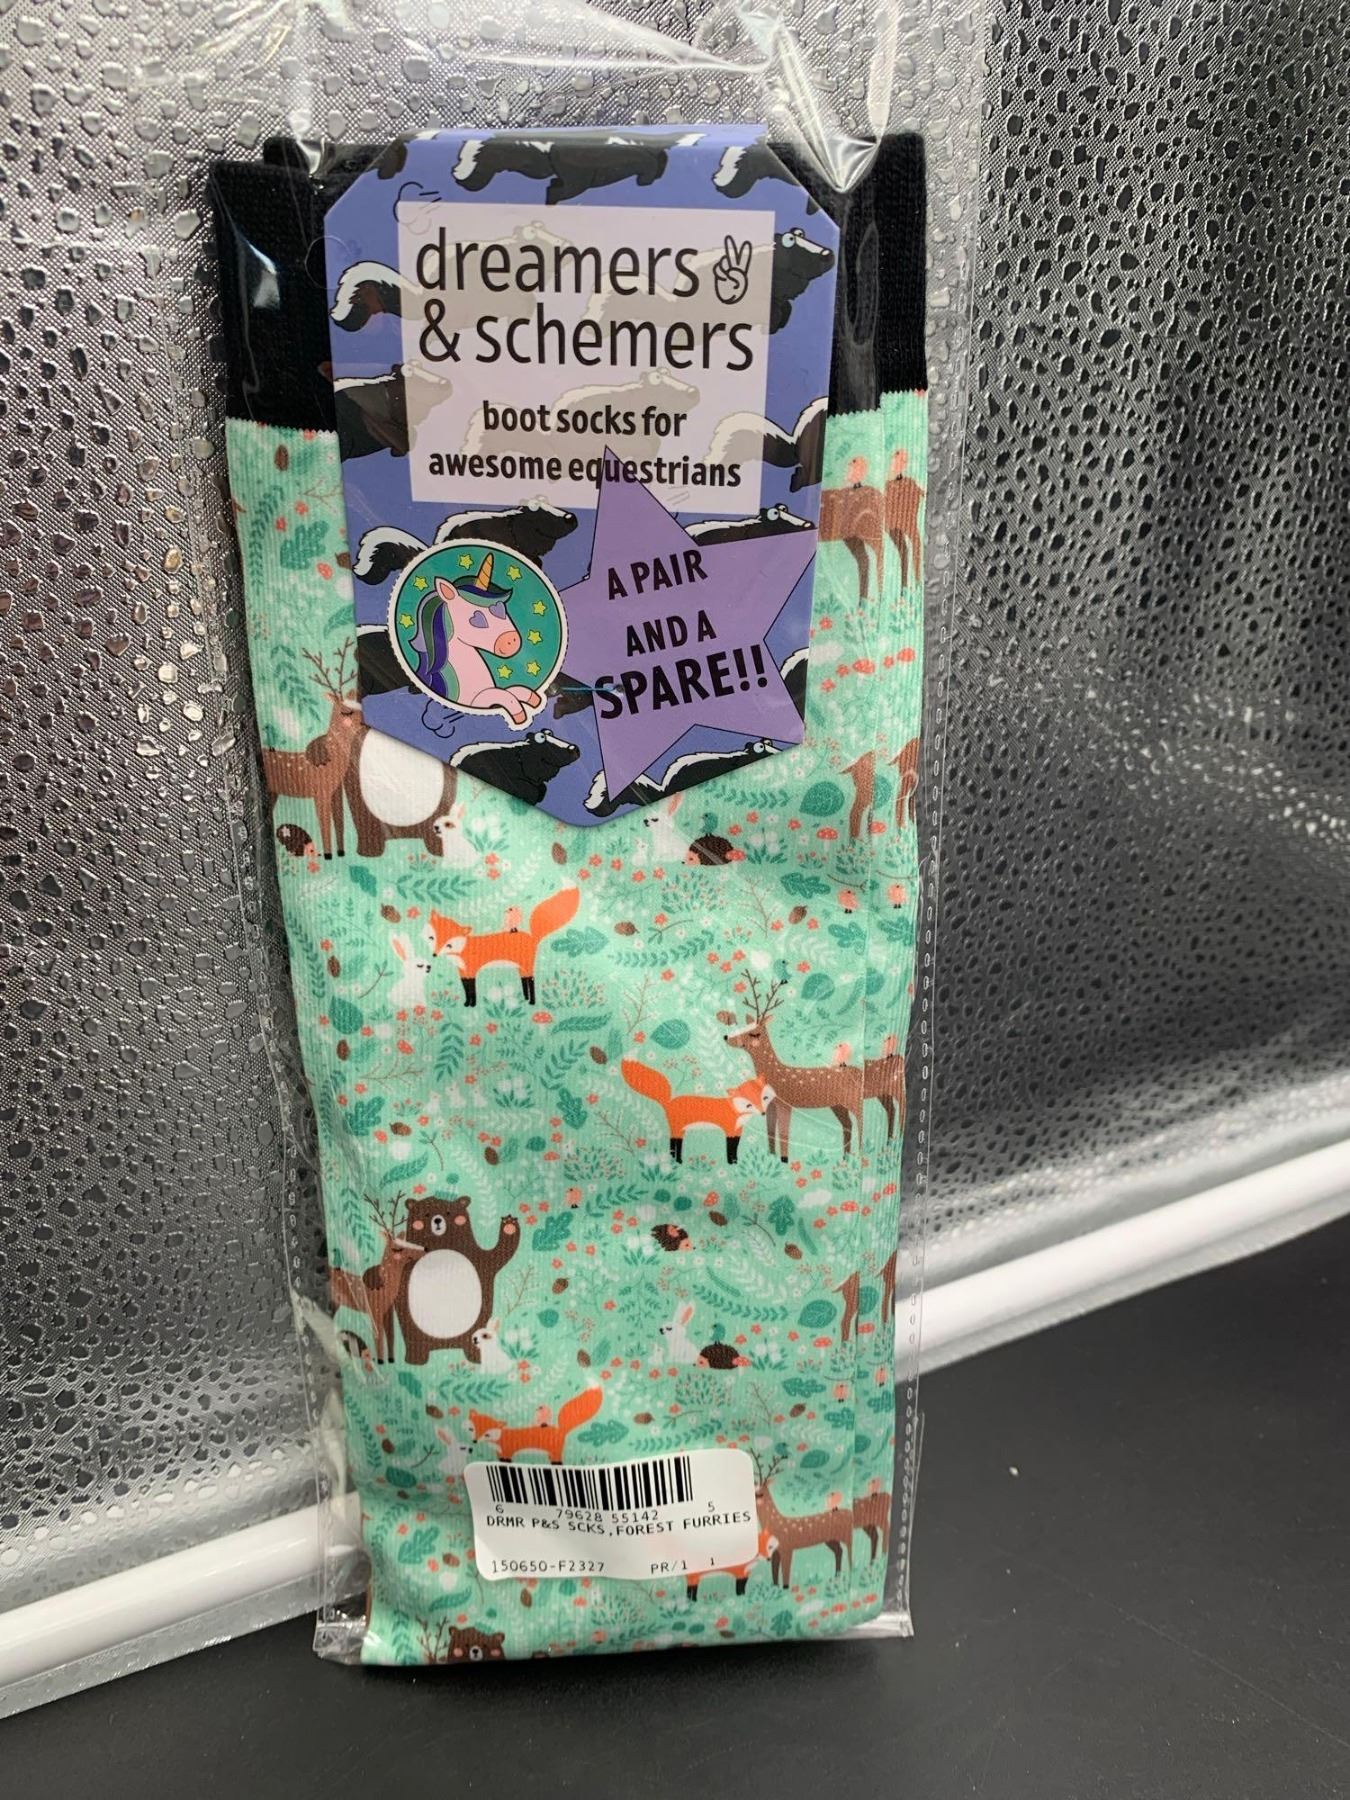 dreamers
& schemers
boot socks for
awesome equestrians
A PAIR
AND A
SPARE!!
6 79628 55142 5
DRMR P&S SCKS,FOREST FURRIES
150650-F2327 PR/1 1